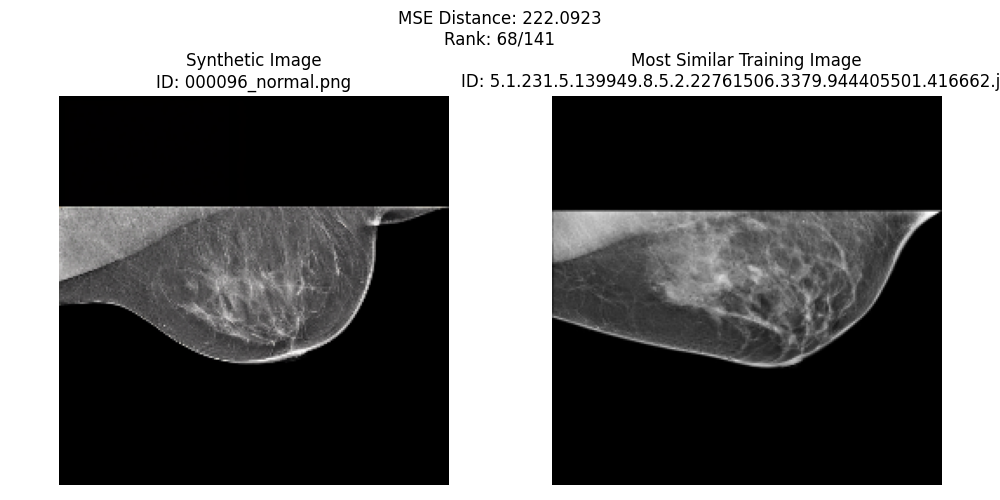 MSE Distance: 222.0923
Rank: 68/141
Synthetic Image
ID: 000096_normal.png
Most Similar Training Image
ID: 5.1.231.5.139949.8.5.2.22761506.3379.944405501.416662.j